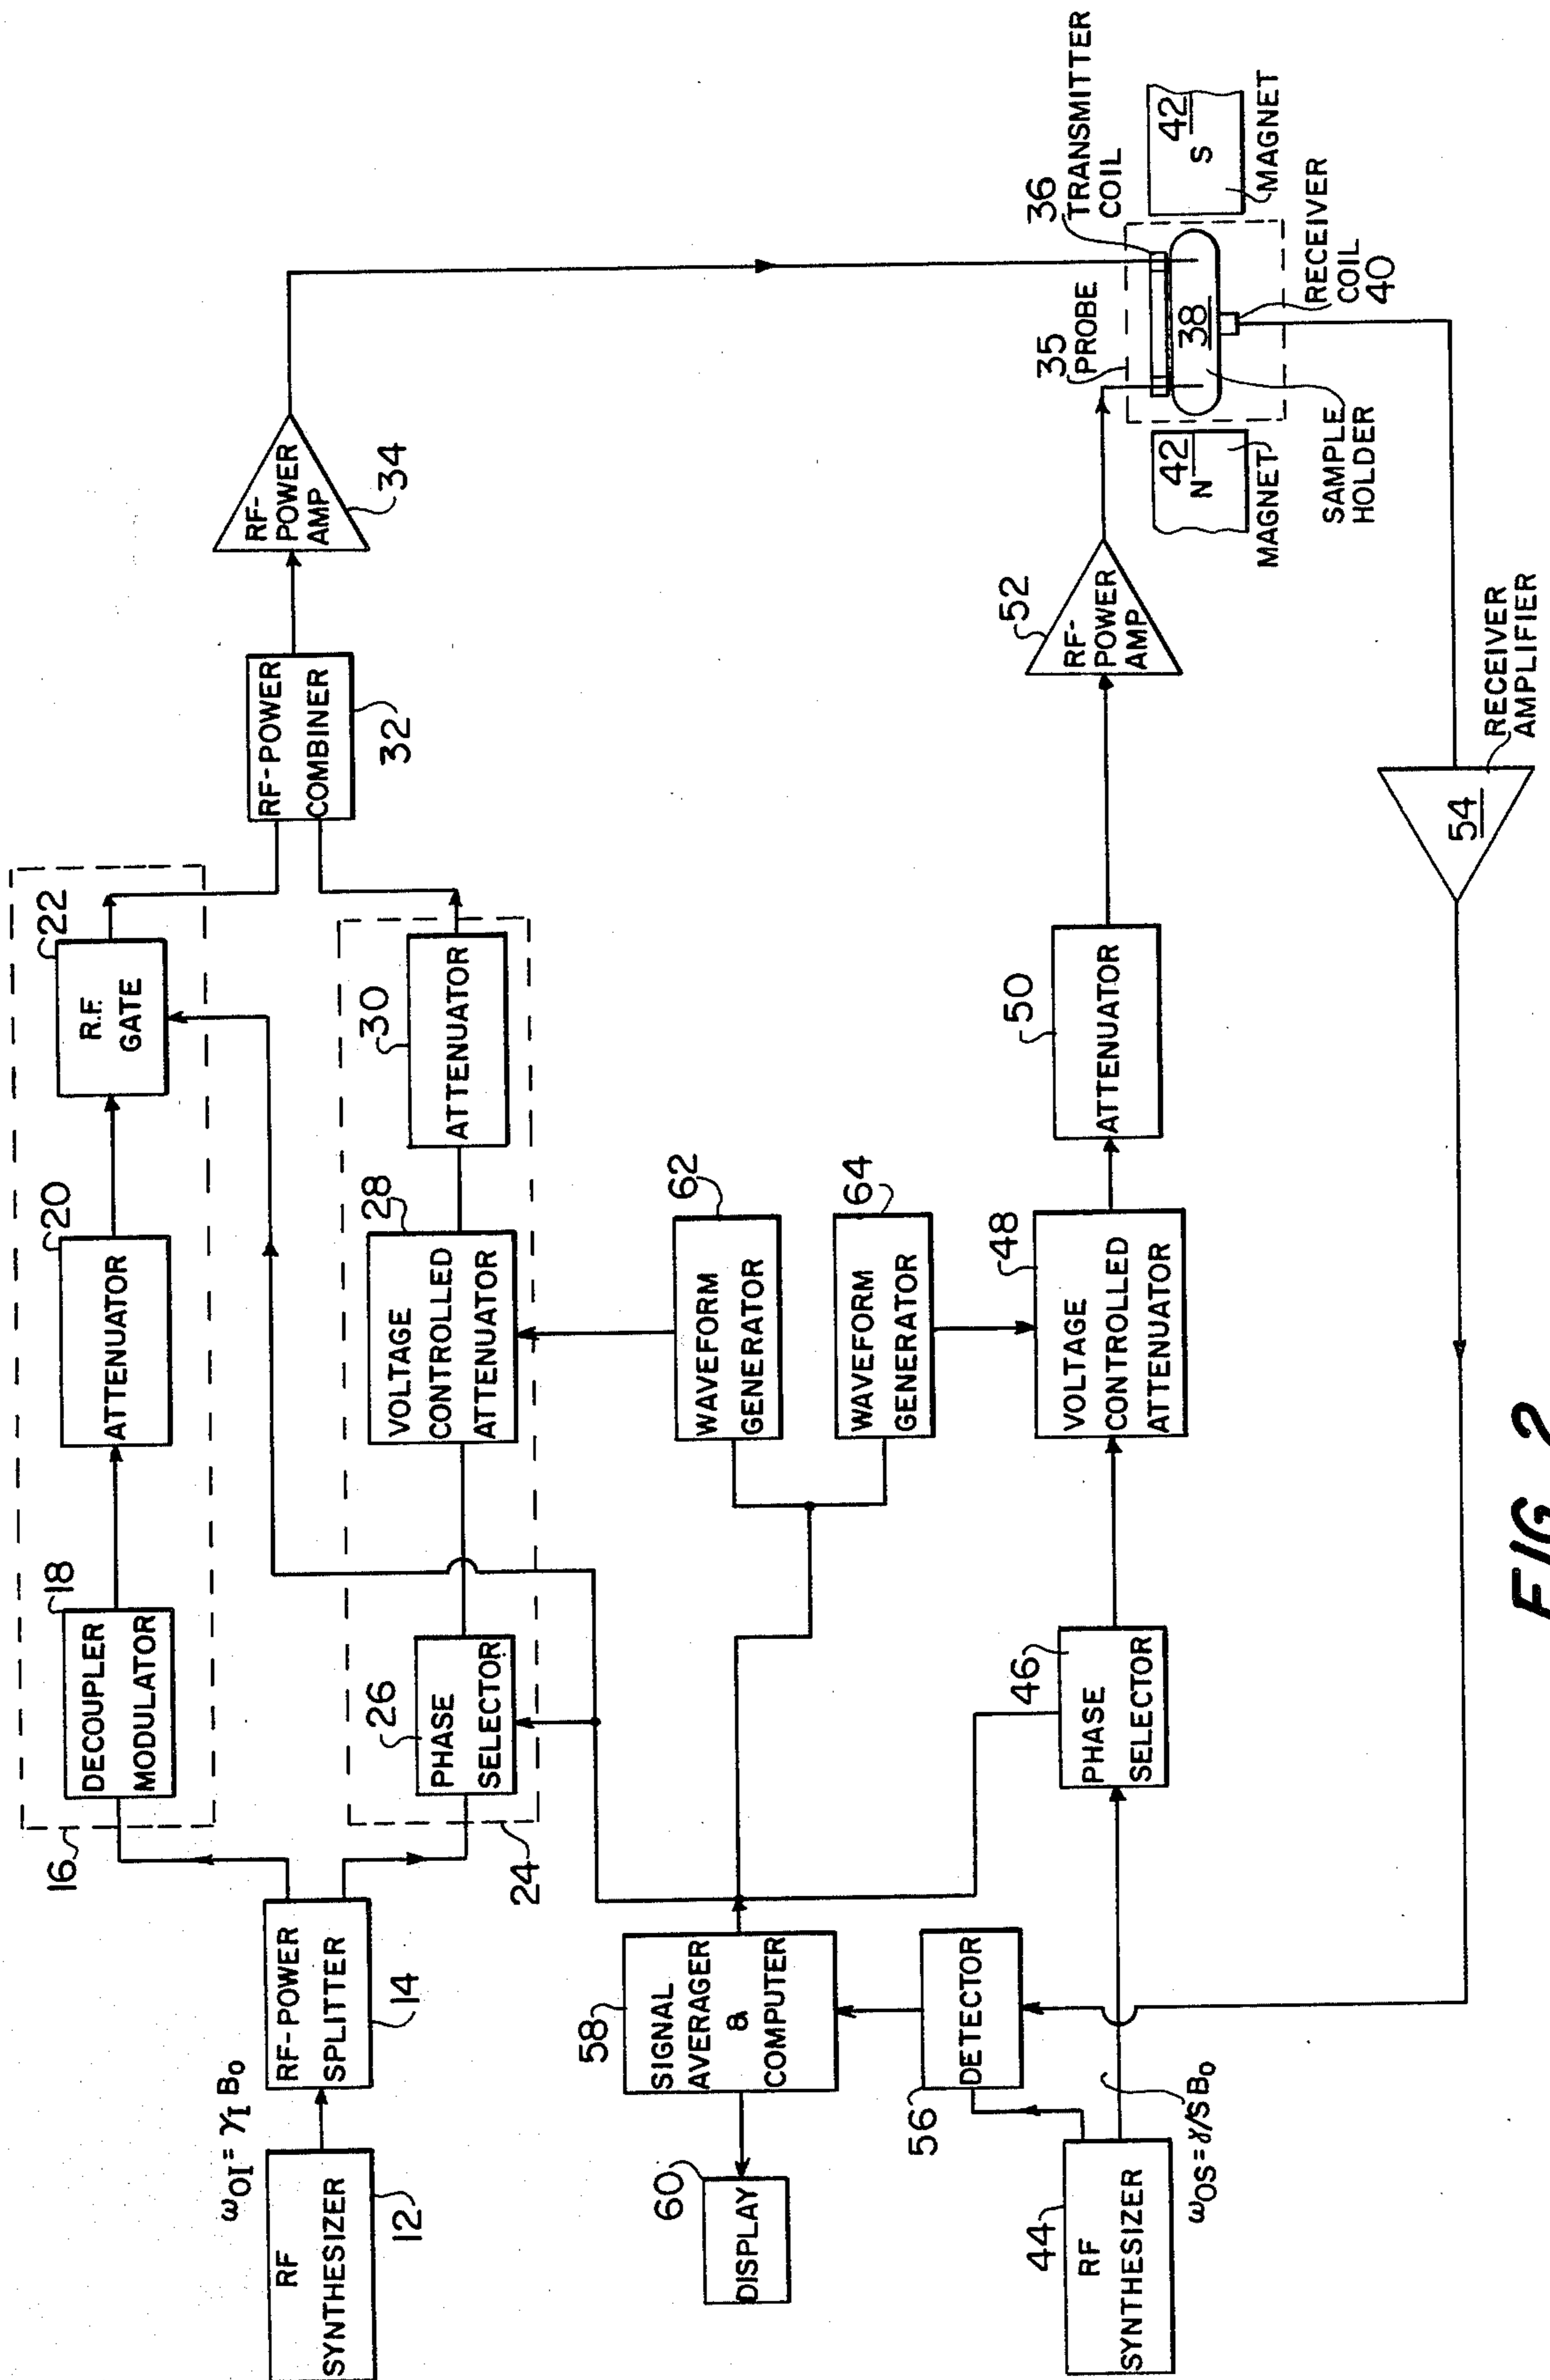 16
DECOUPLER
MODULATOR
18
ATTENUATOR
20
R.F.
GATE
22
RF
SYNTHESIZER
12
ω0I = γI B0
RF-POWER
SPLITTER
14
24
PHASE
SELECTOR
26
VOLTAGE
CONTROLLED
ATTENUATOR
28
ATTENUATOR
30
RF-POWER
COMBINER
32
RF-
POWER
AMP
34
DISPLAY
60
SIGNAL
AVERAGER
&
COMPUTER
58
WAVEFORM
GENERATOR
62
WAVEFORM
GENERATOR
64
DETECTOR
56
RF
SYNTHESIZER
44
ω0S = γ/S B0
PHASE
SELECTOR
46
VOLTAGE
CONTROLLED
ATTENUATOR
48
ATTENUATOR
50
RF-
POWER
AMP
52
35
PROBE
36
TRANSMITTER
COIL
42
N
MAGNET
38
SAMPLE
HOLDER
42
S
MAGNET
RECEIVER
COIL
40
54
RECEIVER
AMPLIFIER
FIG. 2